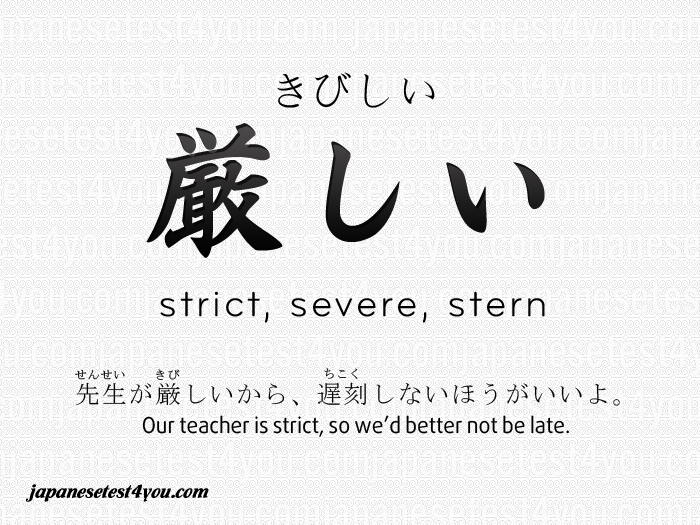 きびしい
厳しい
strict, severe, stern
せんせい きび ちこく
先生が厳しいから、遅刻しないほうがいいよ。
Our teacher is strict, so we'd better not be late.
japanesetest4you.com